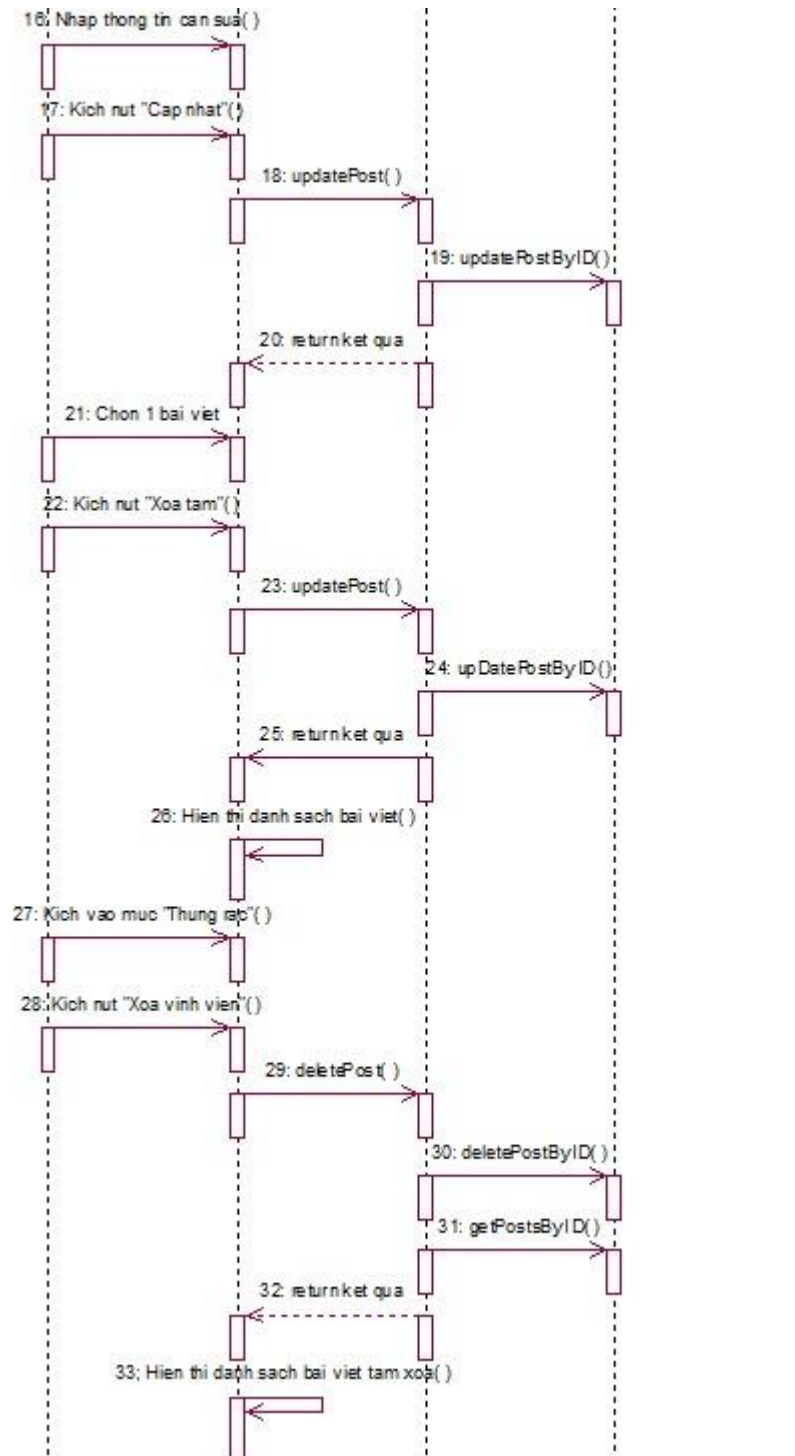 16: Nhap thong tin can sua( )
17: Kich nut "Cap nhat"( )
18: updatePost( )
19: updatePostByID( )
20: return ket qua
21: Chon 1 bai viet
22: Kich nut "Xoa tam"( )
23: updatePost( )
24: upDatePostByID( )
25: return ket qua
26: Hien thi danh sach bai viet( )
27: Kich vao muc "Thung rac"( )
28: Kich nut "Xoa vinh vien"( )
29: deletePost( )
30: deletePostByID( )
31: getPostsByID( )
32: return ket qua
33; Hien thi danh sach bai viet tam xoa( )